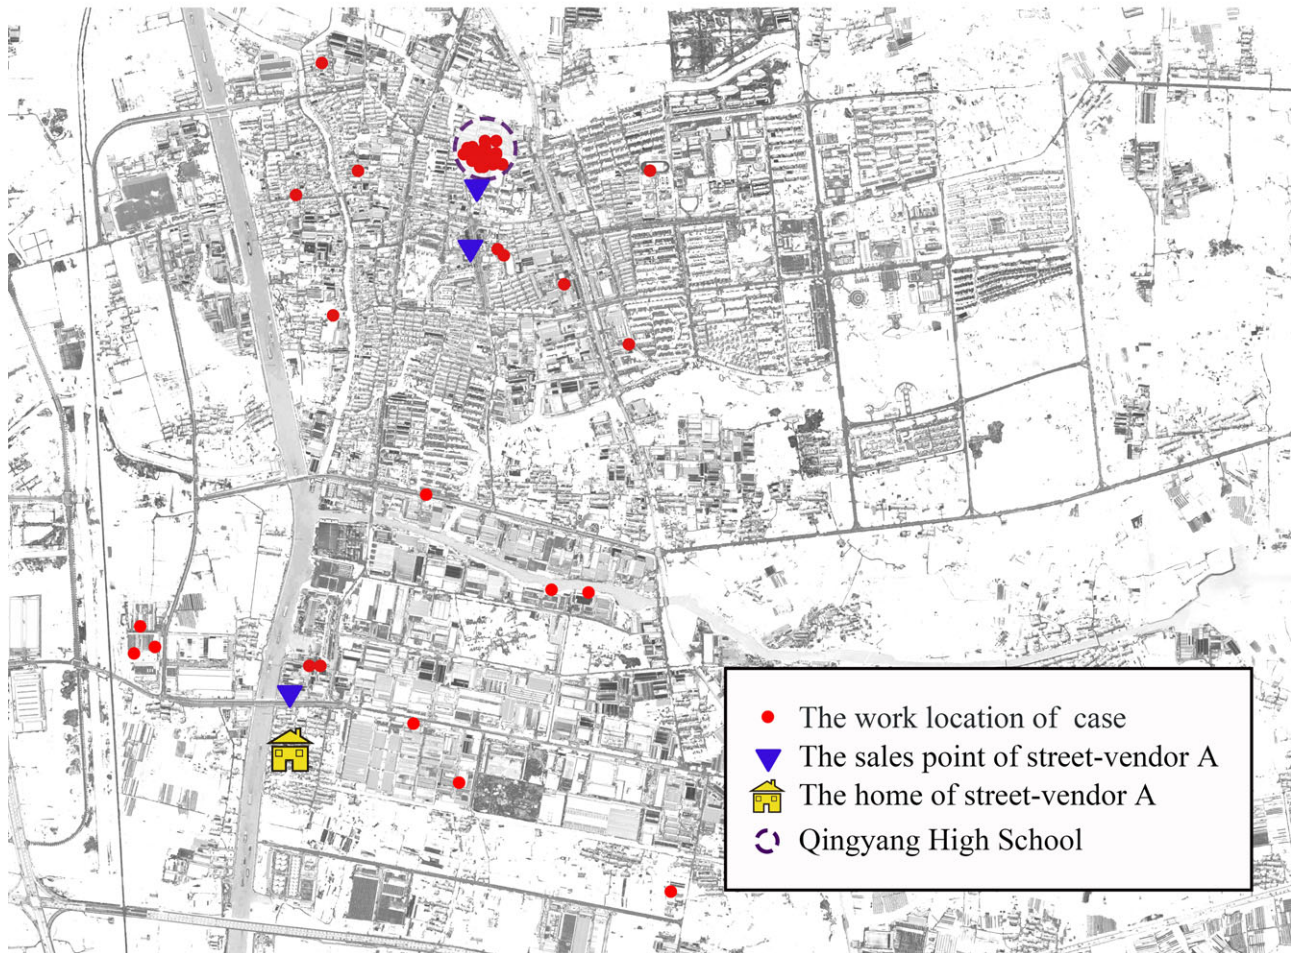 The work location of case
The sales point of street-vendor A
The home of street-vendor A
Qingyang High School